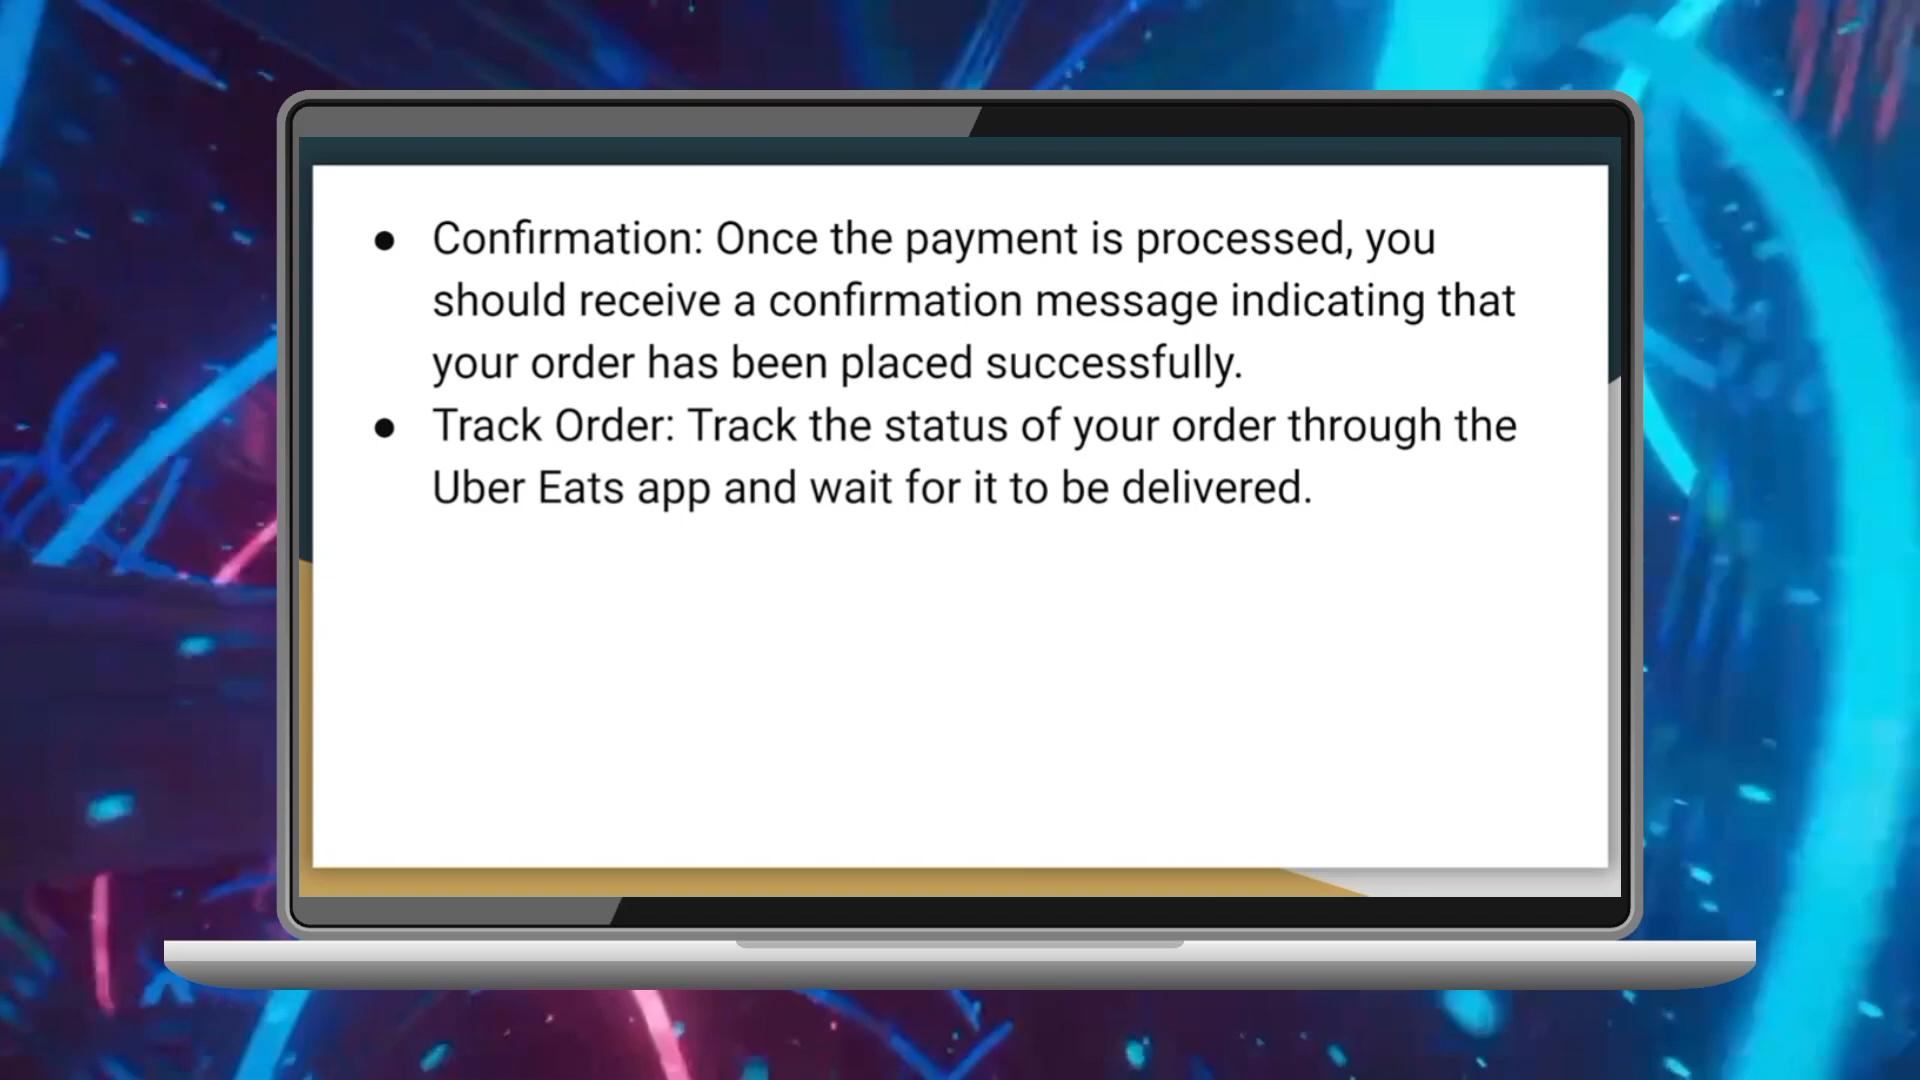 ● Confirmation: Once the payment is processed, you
should receive a confirmation message indicating that
your order has been placed successfully.
● Track Order: Track the status of your order through the
Uber Eats app and wait for it to be delivered.